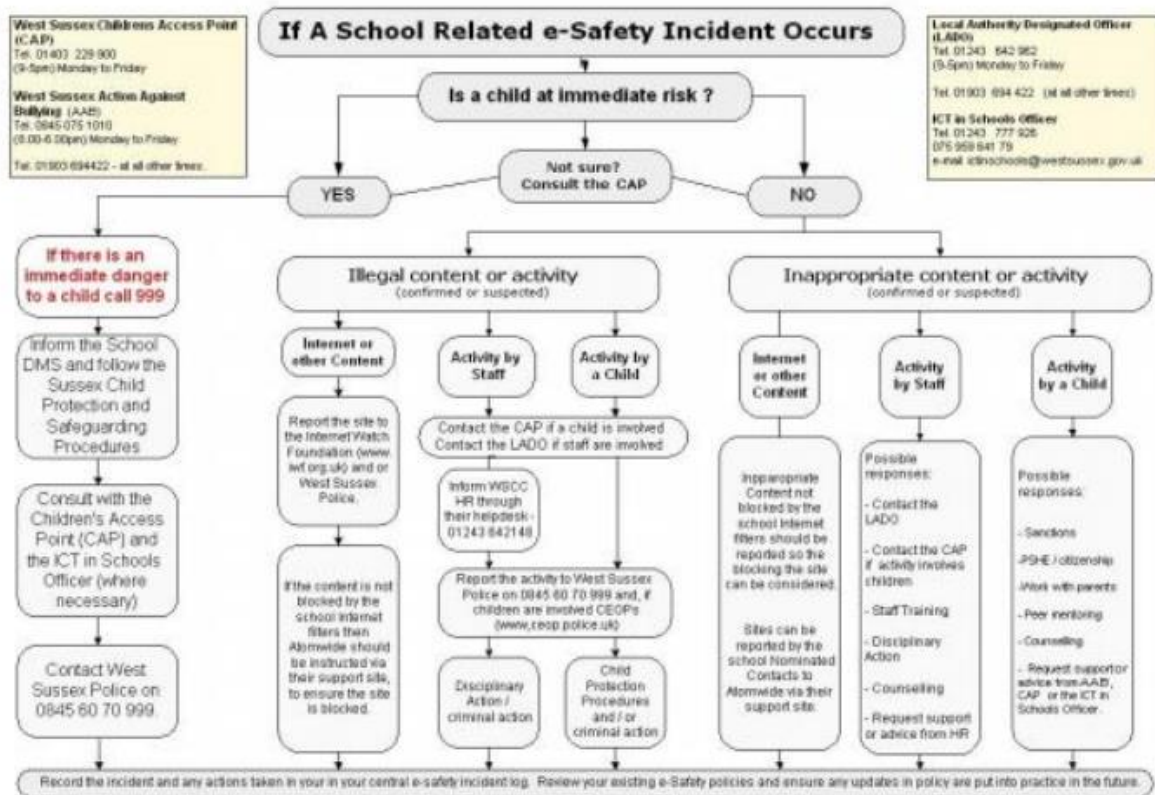 West Sussex Childrens Access Point
(CAP)
Tel. 01403 229 900
(9-5pm) Monday to Friday
West Sussex Action Against
Bullying (AAB)
Tel. 0845 075 1010
(8.00-6.00pm) Monday to Friday
Tel. 01903 694422 - at all other times.
If A School Related e-Safety Incident Occurs
Local Authority Designated Officer
(LADO)
Tel. 01243 642 962
(9-5pm) Monday to Friday
Tel. 01903 694 422 (at all other times)
ICT in Schools Officer
Tel. 01243 777 926
075 959 641 79
e-mail ictinschools@westsussex.gov.uk
Is a child at immediate risk ?
Not sure?
Consult the CAP
YES
NO
If there is an
immediate danger
to a child call 999
Inform the School
DMS and follow the
Sussex Child
Protection and
Safeguarding
Procedures
Consult with the
Children's Access
Point (CAP) and
the ICT in Schools
Officer (where
necessary)
Contact West
Sussex Police on
0845 60 70 999.
Illegal content or activity
(confirmed or suspected)
Internet or
other Content
Report the site to
the Internet Watch
Foundation (www.
iwf.org.uk) and or
West Sussex
Police.
If the content is not
blocked by the
school Internet
filters then
Atomwide should
be instructed via
their support site,
to ensure the site
is blocked.
Activity by
Staff
Activity by
a Child
Contact the CAP if a child is involved
Contact the LADO if staff are involved
Inform WSCC
HR through
their helpdesk -
01243 642148
Report the activity to West Sussex
Police on 0845 60 70 999 and, if
children are involved CEOPs
(www.ceop.police.uk)
Disciplinary
Action /
criminal action
Child
Protection
Procedures
and / or
criminal action
Inappropriate content or activity
(confirmed or suspected)
Internet
or other
Content
Inpparopriate
Content not
blocked by the
school Internet
filters should be
reported so the
blocking the site
can be considered.
Sites can be
reported by the
school Nominated
Contacts to
Atomwide via their
support site.
Activity
by Staff
Possible
responses:
- Contact the
LADO
- Contact the CAP
if activity involves
children
- Staff Training
- Disciplinary
Action
- Counselling
- Request support
or advice from HR
Activity
by a Child
Possible
responses:
- Sanctions
-PSHE / citizenship
-Work with parents
- Peer mentoring
-Counselling
- Request support or
advice from AAB,
CAP or the ICT in
Schools Officer.
Record the incident and any actions taken in your in your central e-safety incident log. Review your existing e-Safety policies and ensure any updates in policy are put into practice in the future.